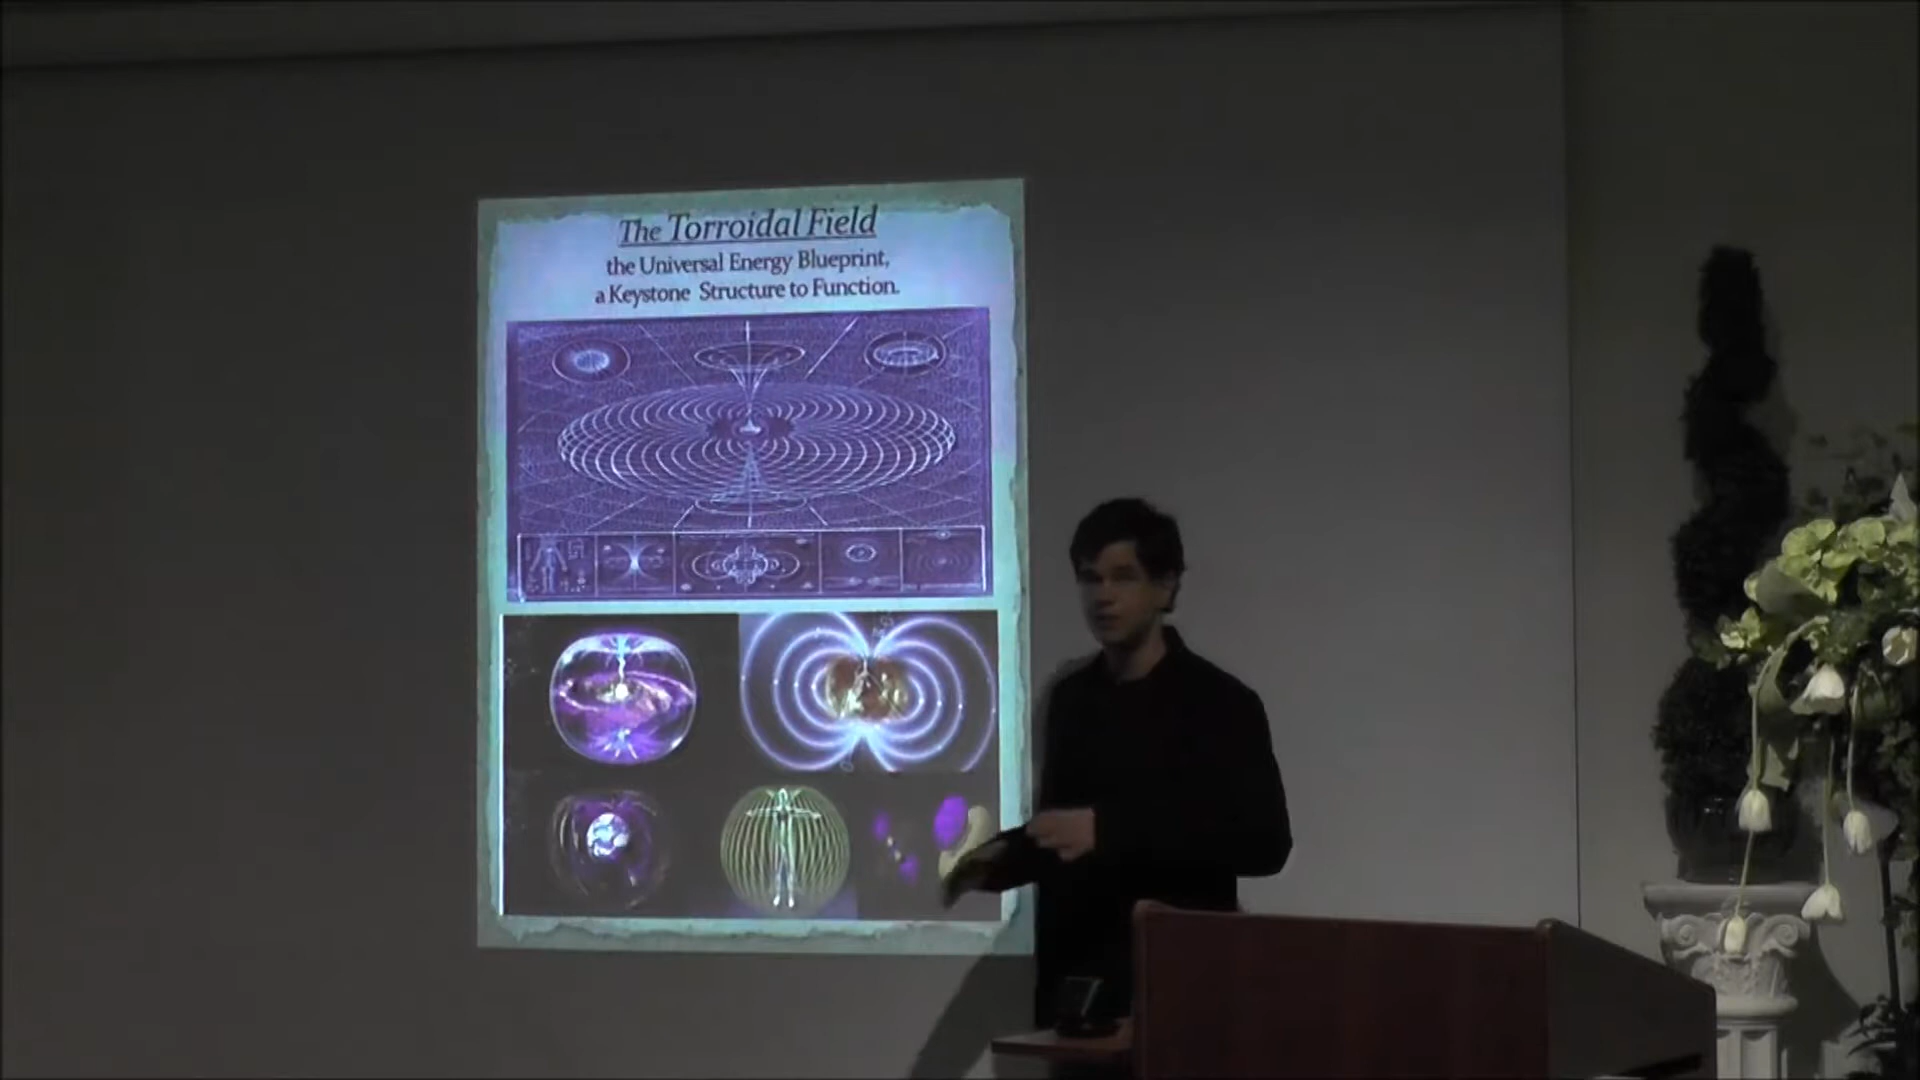 The Torroidal Field
the Universal Energy Blueprint,
a Keystone Structure to Function.